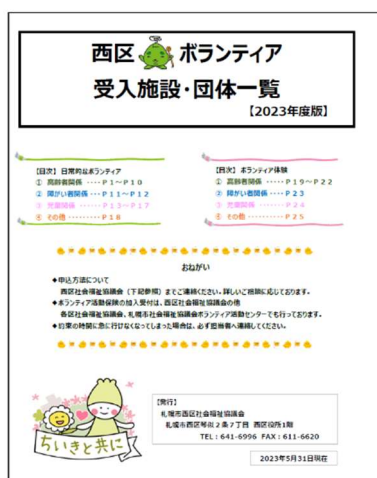 西区 ボランティア
受入施設・団体一覧
【2023年度版】
【目次】日常的なボランティア
① 高齢者関係 ････P1～P10
② 障がい者関係 ･･P11～P12
③ 児童関係 ･･････P13～P17
④ その他 ････････P18
【目次】ボランティア体験
① 高齢者関係 ････P19～P22
② 障がい者関係 ･･P23
③ 児童関係 ･･････P24
④ その他 ････････P25
おねがい
◆申込方法について
西区社会福祉協議会（下記参照）までご連絡ください。詳しいご相談に応じております。
◆ボランティア活動保険の加入受付は、西区社会福祉協議会の他
各区社会福祉協議会、札幌市社会福祉協議会ボランティア活動センターでも行っております。
◆約束の時間に急に行けなくなってしまった場合は、必ず担当者へ連絡してください。
ちいきと共に
【発行】
札幌市西区社会福祉協議会
札幌市西区琴似2条7丁目 西区役所1階
TEL：641-6996 FAX：611-6620
2023年5月31日現在